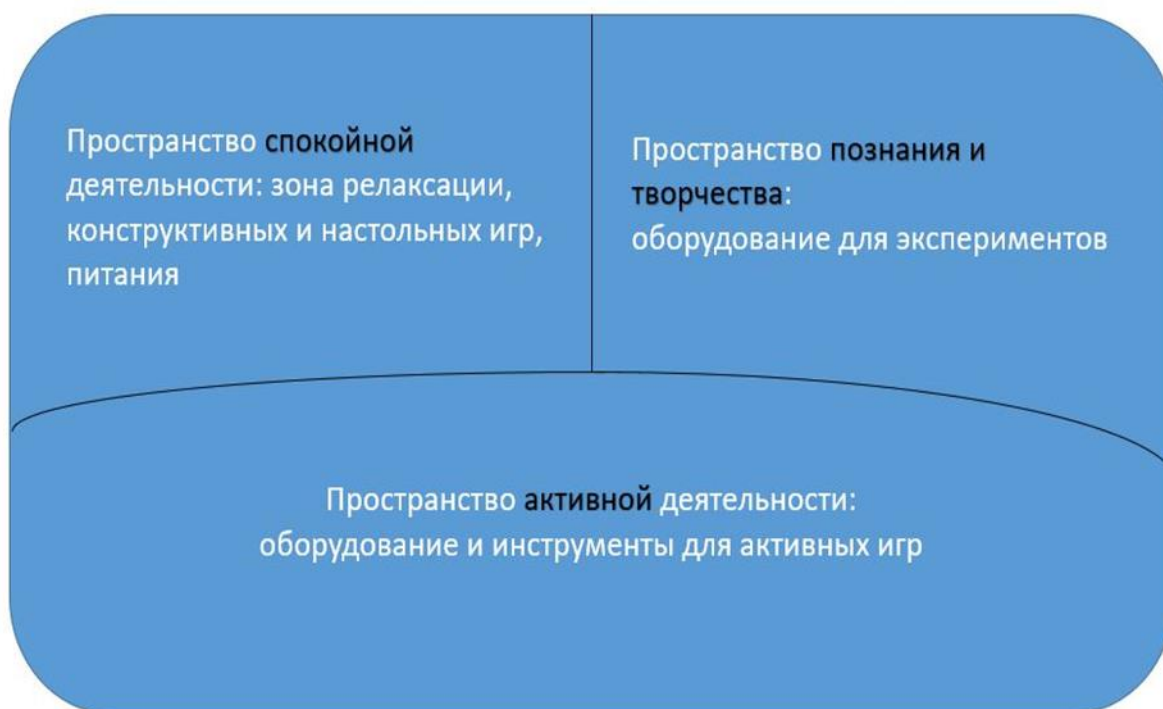 Пространство спокойной
деятельности: зона релаксации,
конструктивных и настольных игр,
питания
Пространство познания и
творчества:
оборудование для экспериментов
Пространство активной деятельности:
оборудование и инструменты для активных игр